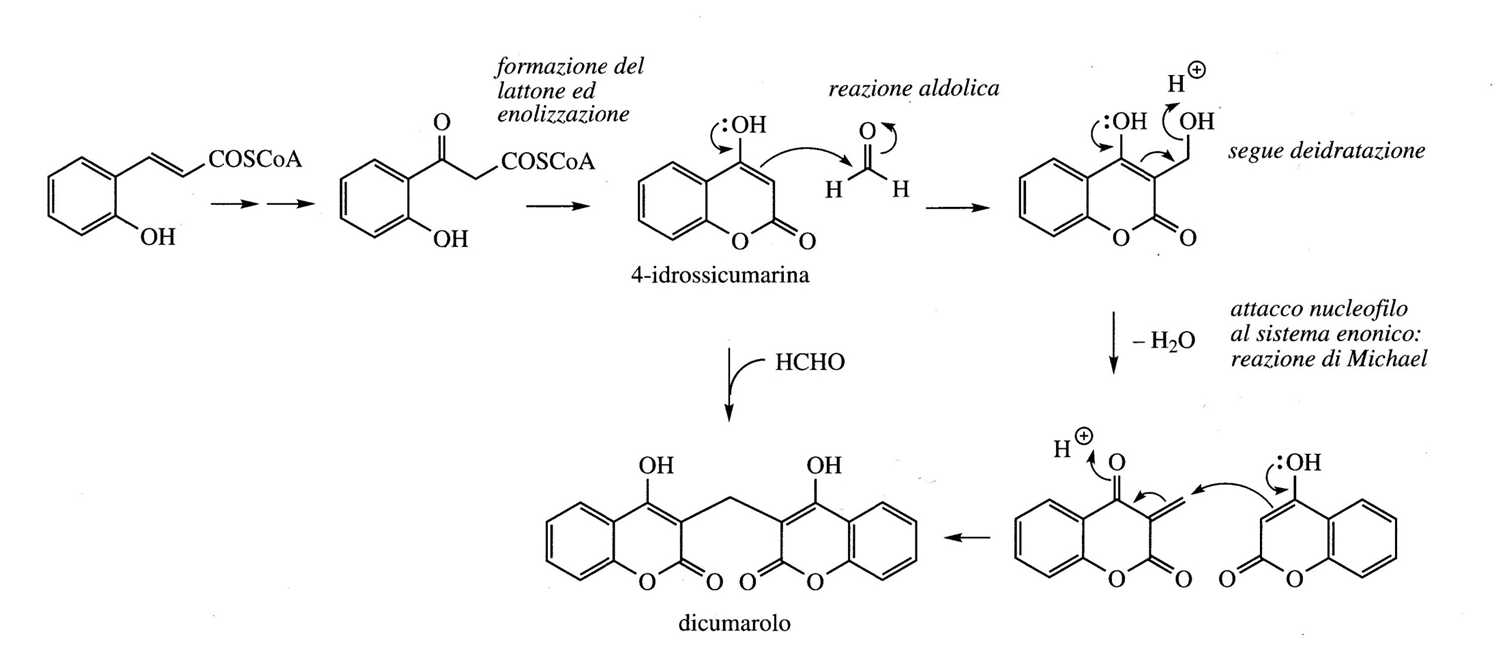 formazione del
lattone ed
enolizzazione
reazione aldolica
H⊕
O
:OH
O
:OH
OH
segue deidratazione
COSCoA
COSCoA
H
H
OH
OH
O
O
O
O
4-idrossicumarina
attacco nucleofilo
al sistema enonico:
reazione di Michael
– H₂O
HCHO
H⊕
OH
OH
O
:OH
O
O
O
O
O
O
O
O
dicumarolo